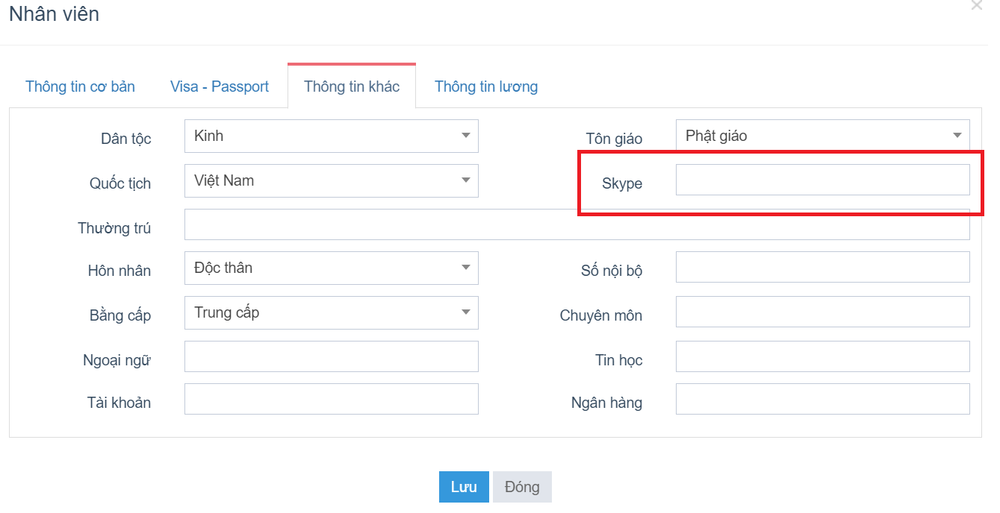 Nhân viên
×
Thông tin cơ bản Visa - Passport Thông tin khác Thông tin lương
Dân tộc Kinh Tôn giáo Phật giáo
Quốc tịch Việt Nam Skype
Thường trú
Hôn nhân Độc thân Số nội bộ
Bằng cấp Trung cấp Chuyên môn
Ngoại ngữ Tin học
Tài khoản Ngân hàng
Lưu Đóng